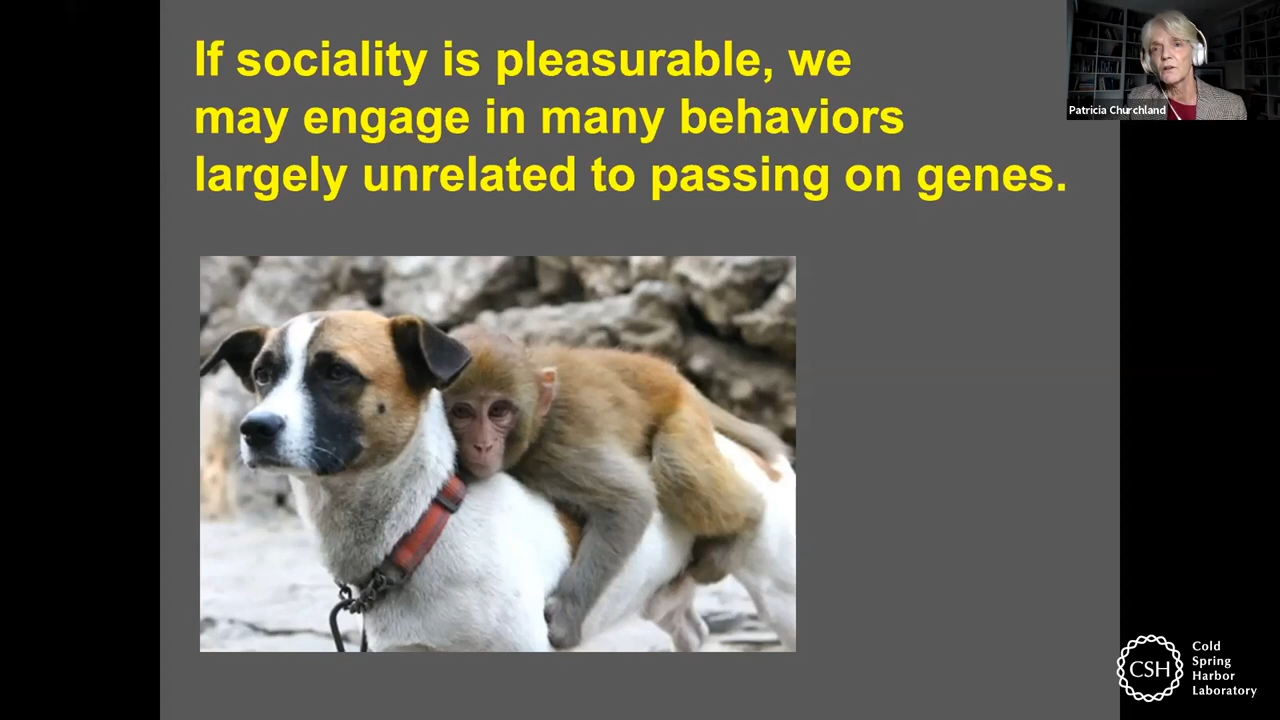 If sociality is pleasurable, we
may engage in many behaviors
largely unrelated to passing on genes.
Patricia Churchland
CSH
Cold
Spring
Harbor
Laboratory